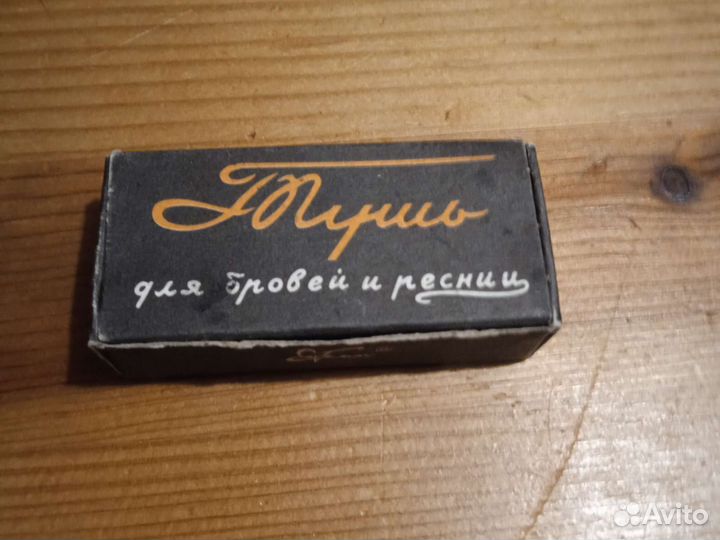 Тушь
для бровей и ресниц
Avito